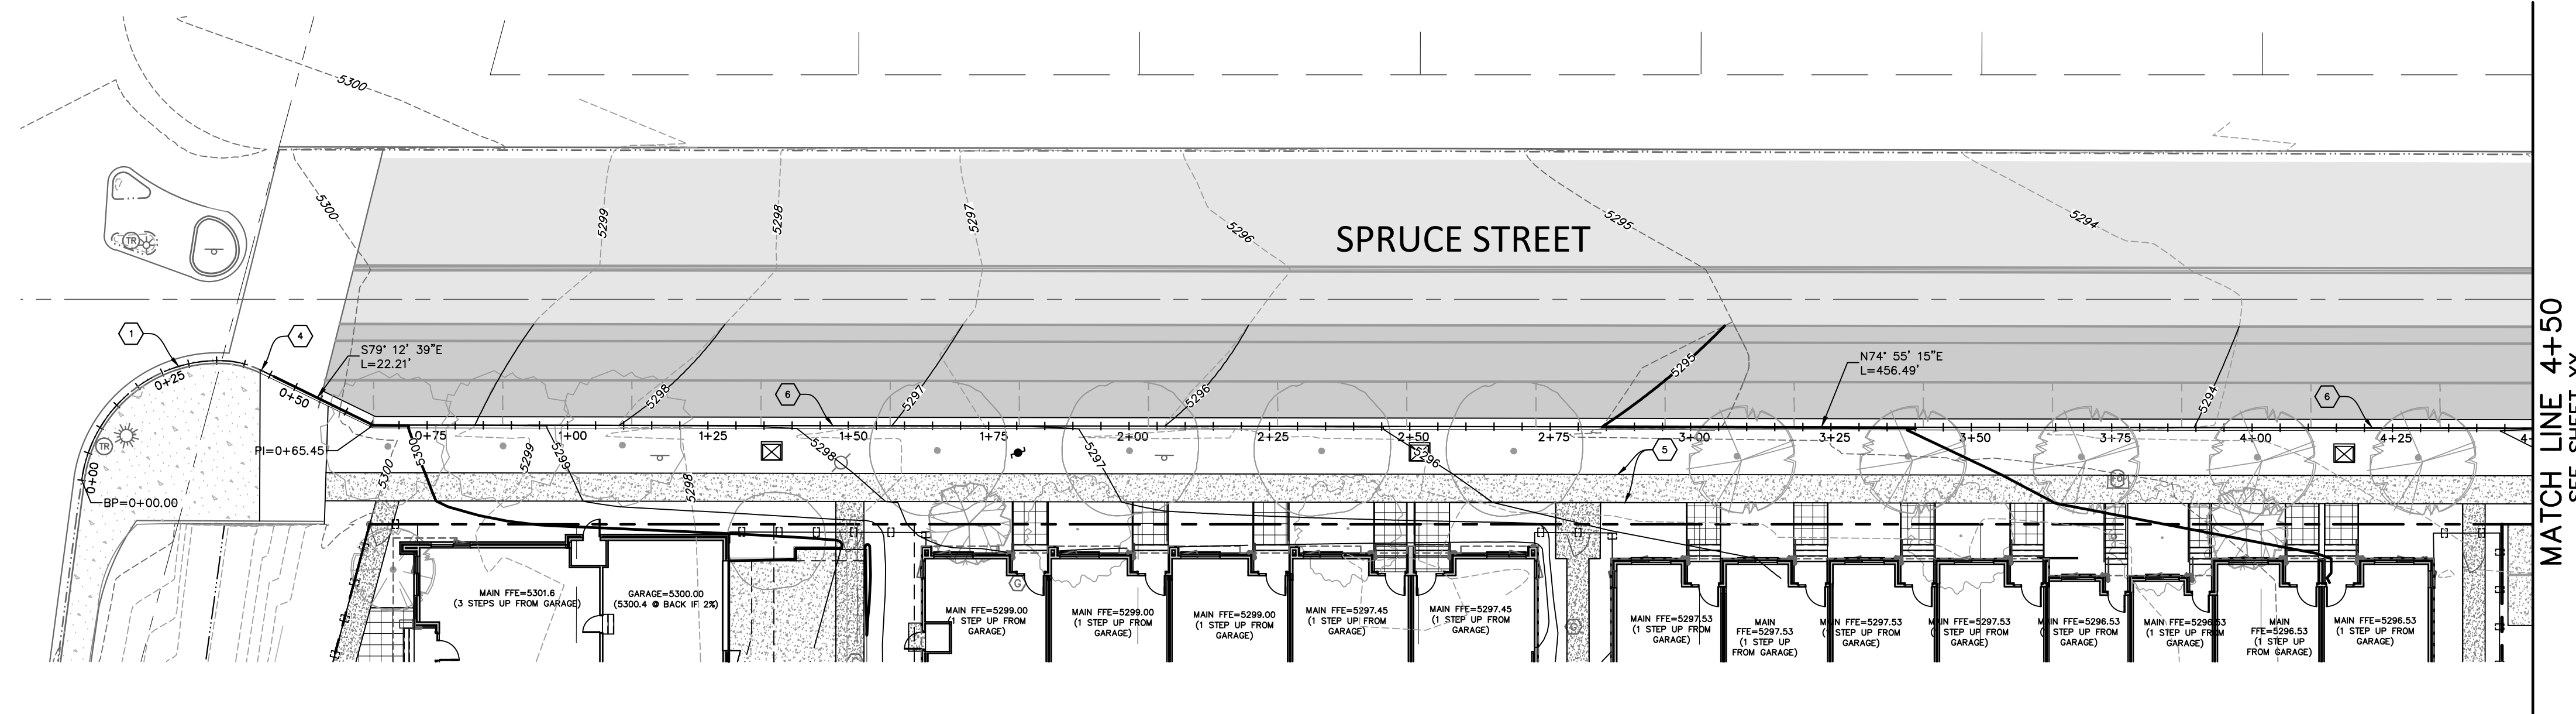 5300
5300
5299
5298
5297
5296
5295
5294
SPRUCE STREET
TR
1
4
S79° 12' 39"E
L=22.21'
0+25
0+50
6
5298
5297
5296
5295
N74° 55' 15"E
L=456.49'
5294
6
MATCH LINE 4+50
SEE SHEET XX
TR
PI=0+65.45
0+75
1+00
1+25
1+50
1+75
2+00
2+25
2+50
2+75
3+00
3+25
3+50
3+75
4+00
4+25
0+00
BP=0+00.00
5300
5300
5299
5299
5298
5298
5297
5296
5
MAIN FFE=5301.6
(3 STEPS UP FROM GARAGE)
GARAGE=5300.00
(5300.4 @ BACK IF 2%)
G
MAIN FFE=5299.00
(1 STEP UP FROM
GARAGE)
MAIN FFE=5299.00
(1 STEP UP FROM
GARAGE)
MAIN FFE=5299.00
(1 STEP UP FROM
GARAGE)
MAIN FFE=5297.45
(1 STEP UP FROM
GARAGE)
MAIN FFE=5297.45
(1 STEP UP FROM
GARAGE)
MAIN FFE=5297.53
(1 STEP UP FROM
GARAGE)
MAIN
FFE=5297.53
(1 STEP UP
FROM GARAGE)
MAIN FFE=5297.53
(1 STEP UP FROM
GARAGE)
MAIN FFE=5297.53
(1 STEP UP FROM
GARAGE)
MAIN FFE=5296.53
(1 STEP UP FROM
GARAGE)
MAIN FFE=5296.53
(1 STEP UP FROM
GARAGE)
MAIN
FFE=5296.53
(1 STEP UP
FROM GARAGE)
MAIN FFE=5296.53
(1 STEP UP FROM
GARAGE)